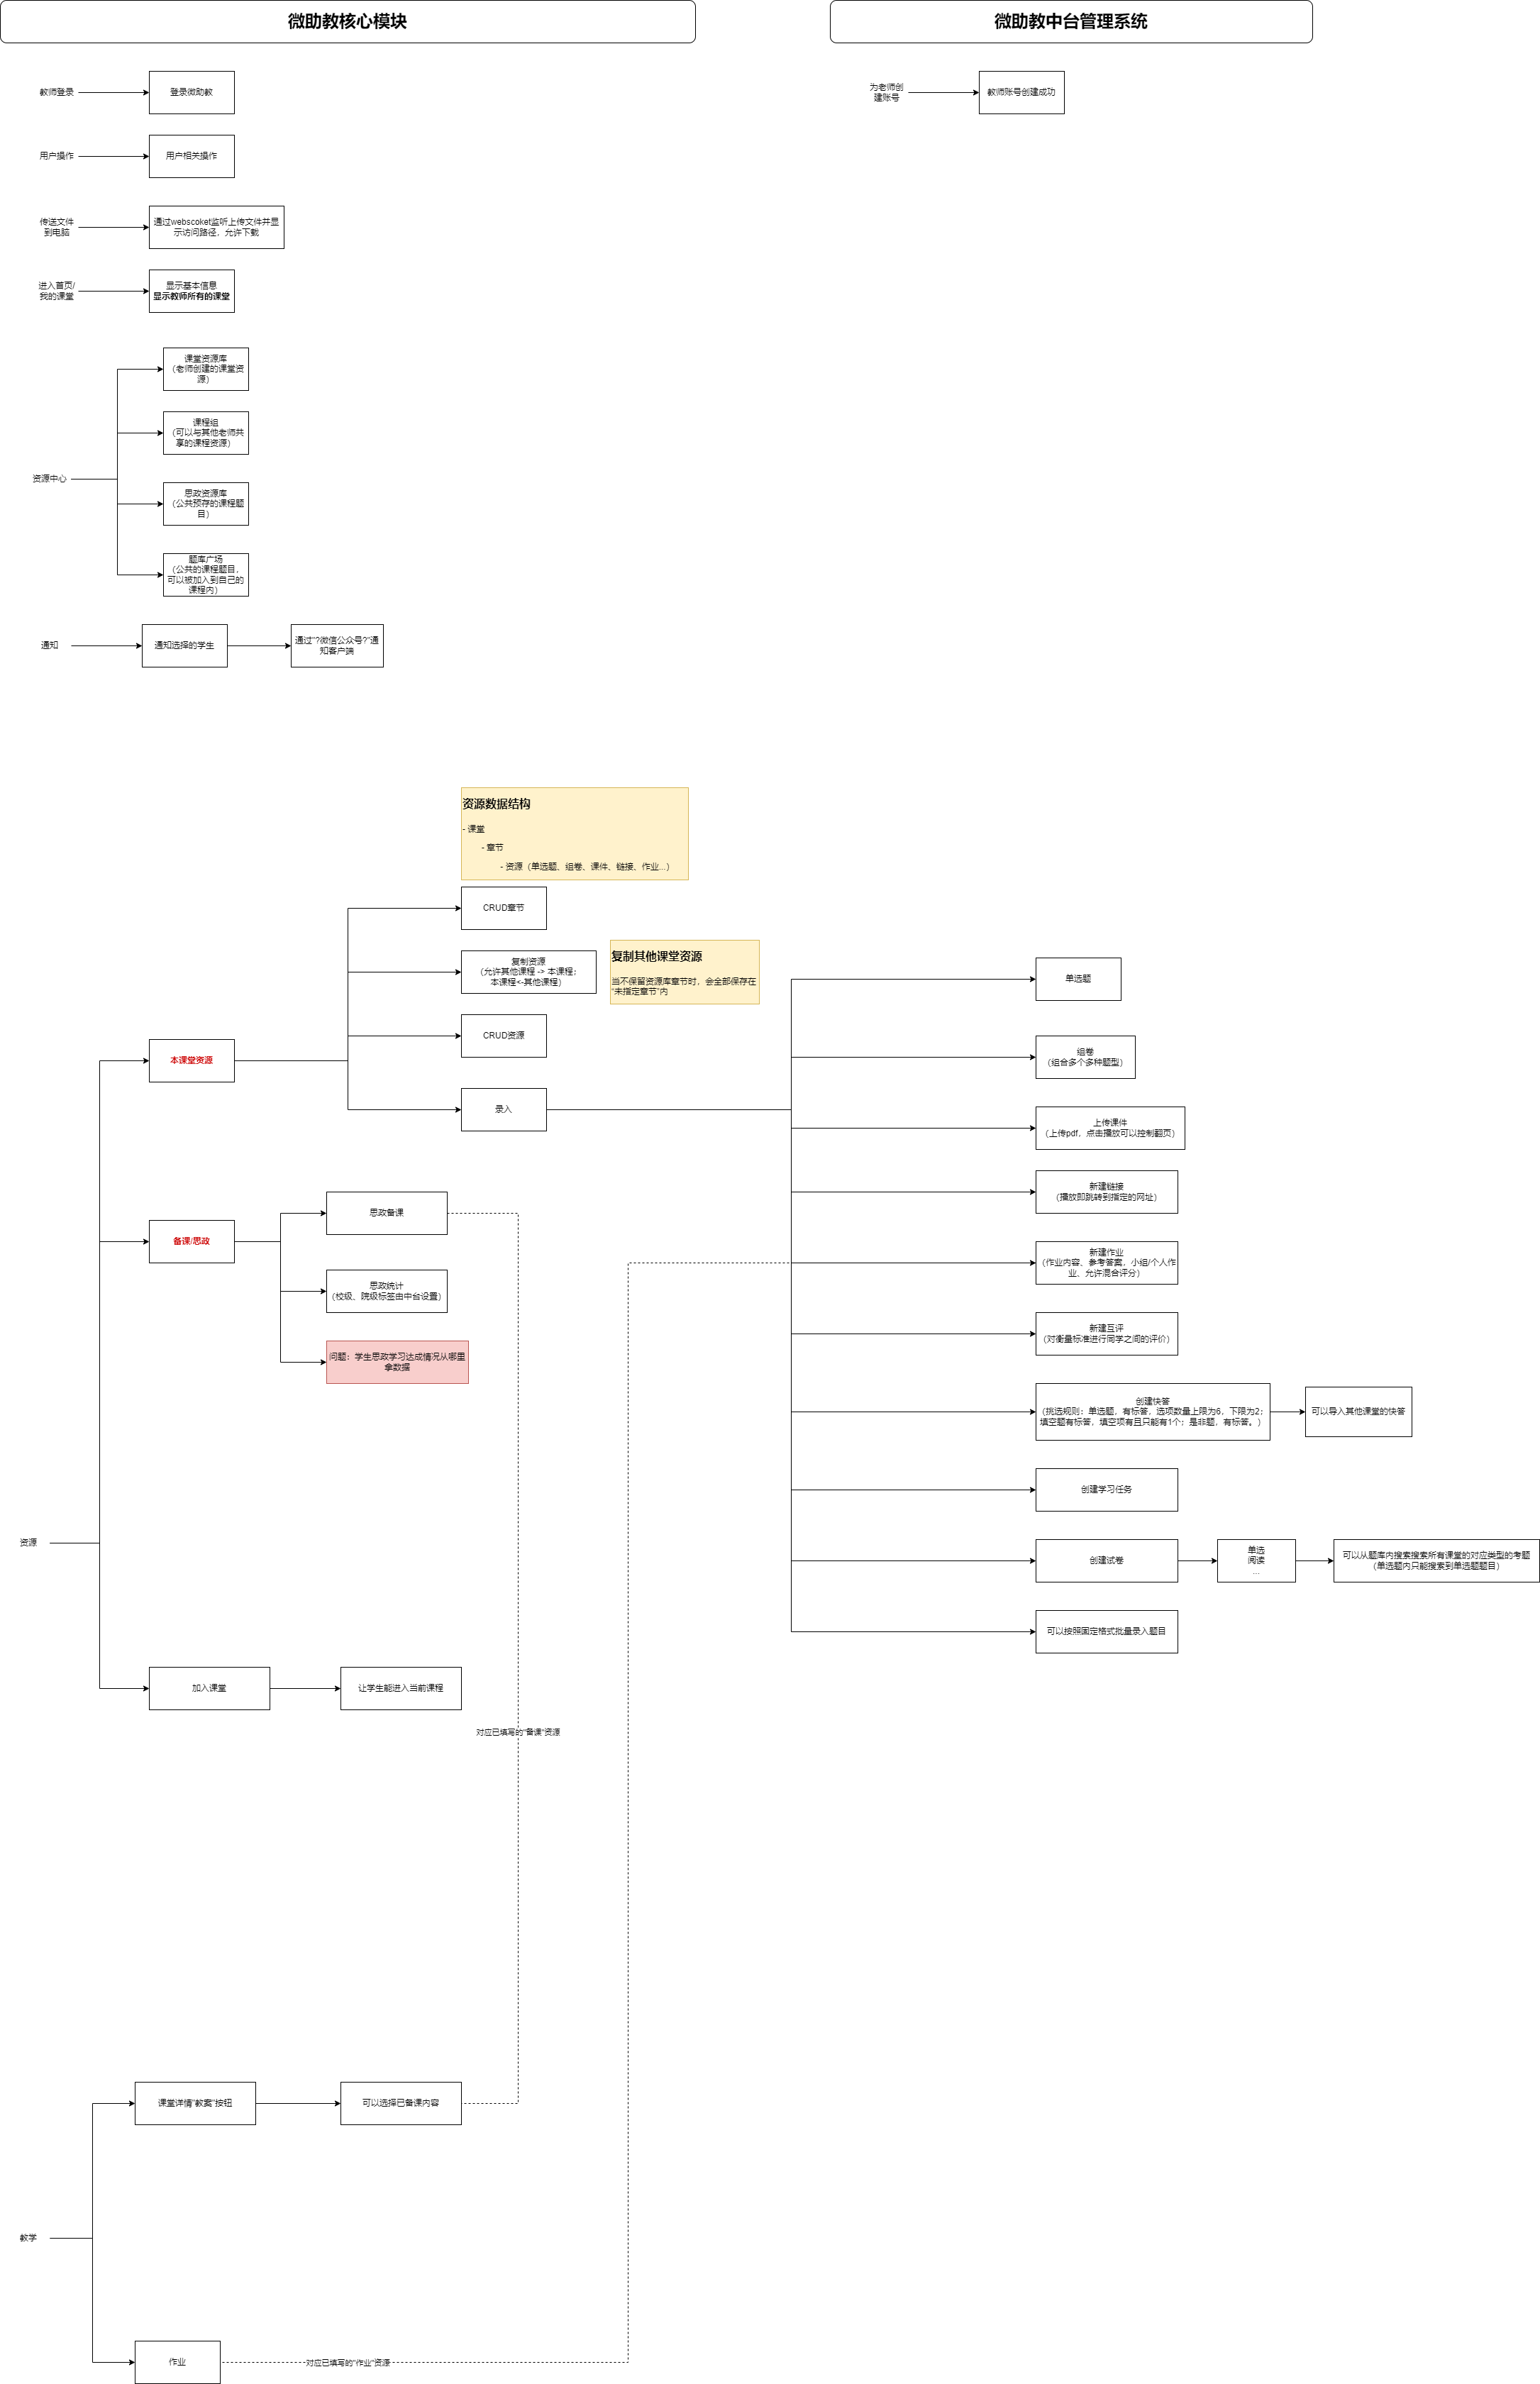 微助教核心模块
微助教中台管理系统
教师登录
登录微助教
为老师创
建账号
教师账号创建成功
用户操作
用户相关操作
传送文件
到电脑
通过webscoket监听上传文件并显
示访问路径，允许下载
进入首页/
我的课堂
显示基本信息
显示教师所有的课堂
资源中心
课堂资源库
（老师创建的课堂资
源）
课程组
（可以与其他老师共
享的课程资源）
思政资源库
（公共预存的课程题
目）
题库广场
（公共的课程题目，
可以被加入到自己的
课程内）
通知
通知选择的学生
通过"?微信公众号?"通
知客户端
资源数据结构
- 课堂
- 章节
- 资源（单选题、组卷、课件、链接、作业...）
CRUD章节
复制资源
（允许其他课程 -> 本课程；
本课程<-其他课程）
复制其他课堂资源
当不保留资源库章节时，会全部保存在
"未指定章节"内
CRUD资源
录入
资源
本课堂资源
备课/思政
思政备课
思政统计
（校级、院级标签由中台设置）
问题：学生思政学习达成情况从哪里
拿数据
加入课堂
让学生能进入当前课程
对应已填写的"备课"资源
单选题
组卷
（组合多个多种题型）
上传课件
（上传pdf，点击播放可以控制翻页）
新建链接
（播放即跳转到指定的网址）
新建作业
（作业内容、参考答案，小组/个人作
业、允许混合评分）
新建互评
（对衡量标准进行同学之间的评价）
创建快答
（挑选规则：单选题，有标答，选项数量上限为6，下限为2；
填空题有标答，填空项有且只能有1个；是非题，有标答。）
可以导入其他课堂的快答
创建学习任务
创建试卷
单选
阅读
...
可以从题库内搜索搜索所有课堂的对应类型的考题
（单选题内只能搜索到单选题题目）
可以按照固定格式批量录入题目
教学
课堂详情"教案"按钮
可以选择已备课内容
作业
对应已填写的"作业"资源